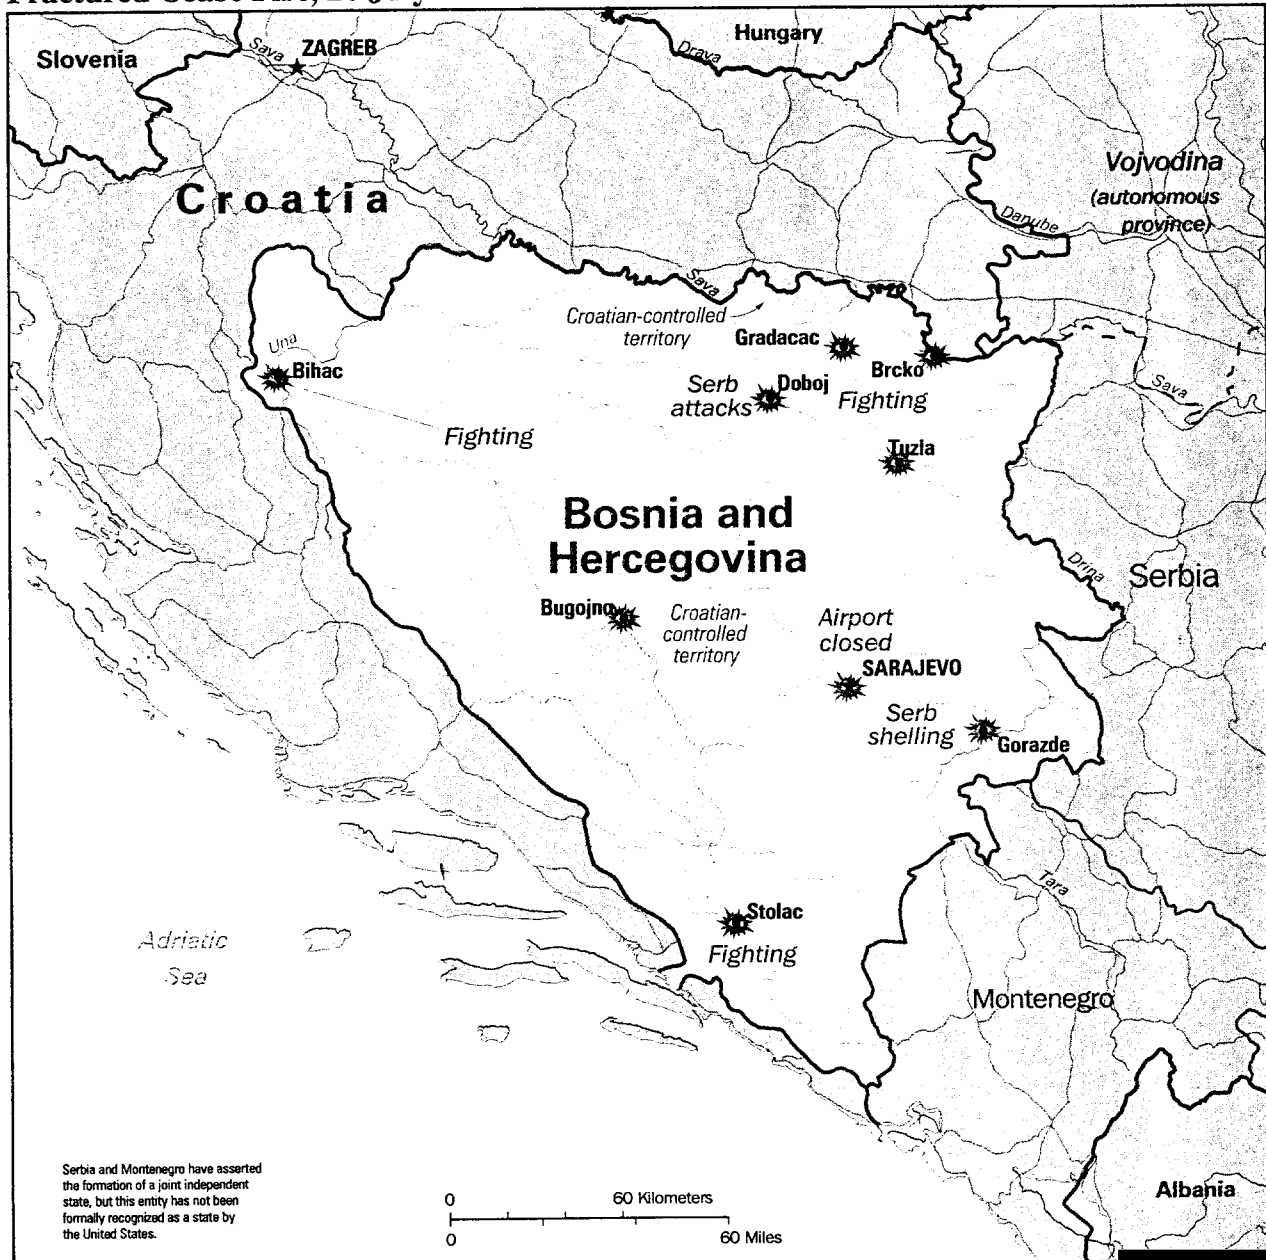 Slovenia
Sava
ZAGREB
Drava
Hungary
Croatia
Vojvodina
(autonomous
province)
Danube
Sava
Croatian-controlled
territory
Gradacac
Una
Bihac
Brcko
Serb
attacks
Doboj
Fighting
Sava
Fighting
Tuzla
Bosnia and
Hercegovina
Drina
Serbia
Bugojno
Croatian-
controlled
territory
Airport
closed
SARAJEVO
Serb
shelling
Gorazde
Tara
Stolac
Fighting
Adriatic
Sea
Montenegro
Albania
Serbia and Montenegro have asserted
the formation of a joint independent
state, but this entity has not been
formally recognized as a state by
the United States.
0 60 Kilometers
0 60 Miles